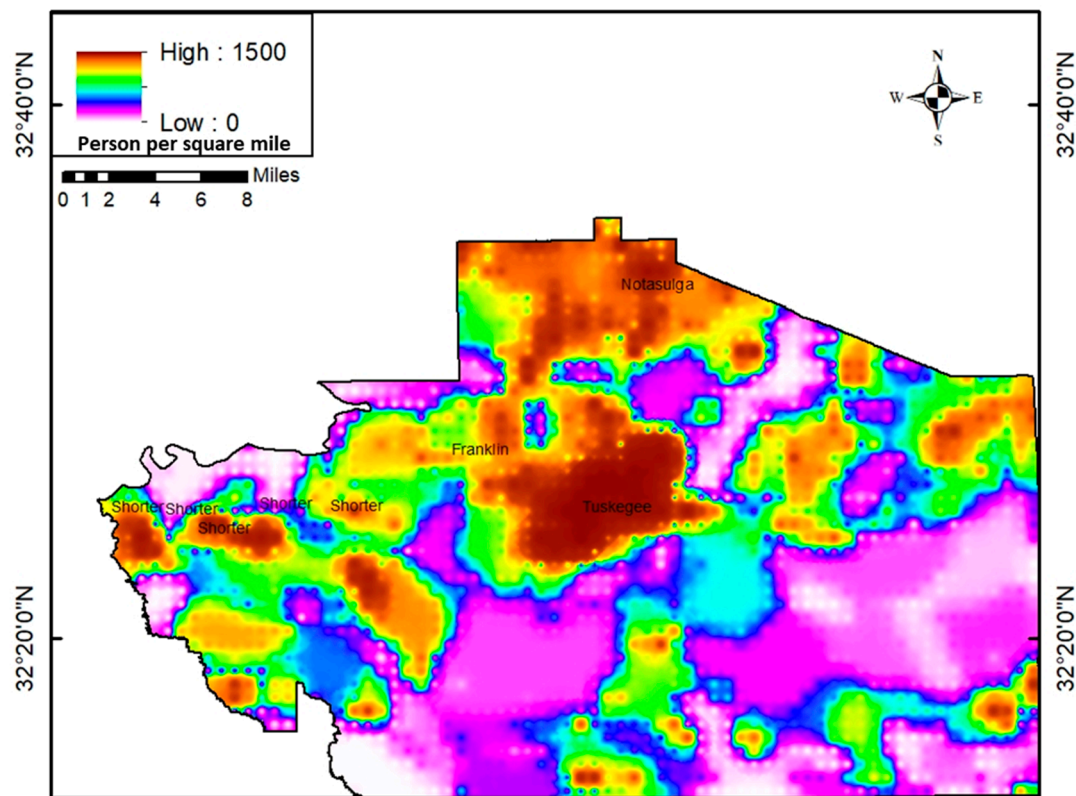 High : 1500
Low : 0
Person per square mile
Miles
0 1 2 4 6 8
N
W E
S
32°40'0"N
32°40'0"N
Notasulga
Franklin
Shorter
Shorter
Shorter
Shorter
Shorter
Tuskegee
32°20'0"N
32°20'0"N